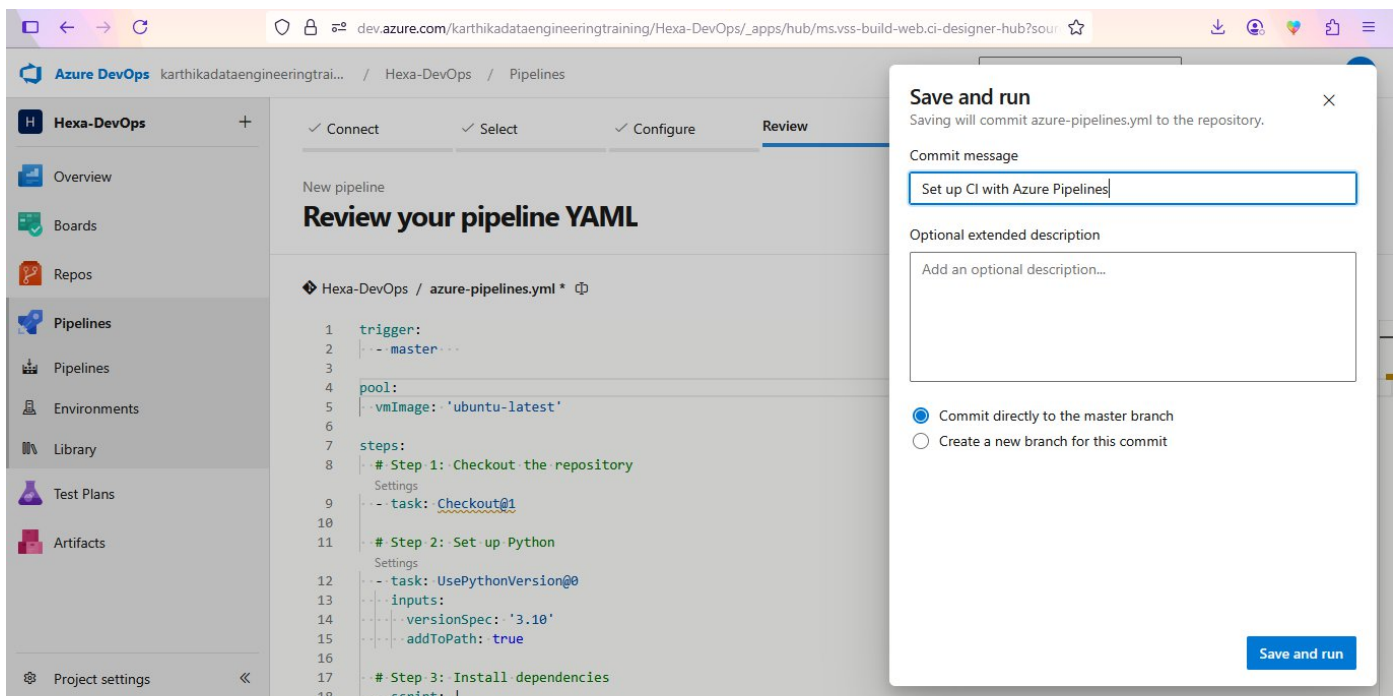 dev.azure.com/karthikadataengineeringtraining/Hexa-DevOps/_apps/hub/ms.vss-build-web.ci-designer-hub?sour
Azure DevOps karthikadataengineeringtrai... / Hexa-DevOps / Pipelines
H Hexa-DevOps +
Overview
Boards
Repos
Pipelines
Pipelines
Environments
Library
Test Plans
Artifacts
Project settings
Connect Select Configure Review
New pipeline
Review your pipeline YAML
Hexa-DevOps / azure-pipelines.yml *
1 trigger:
2 - master
3
4 pool:
5 vmImage: 'ubuntu-latest'
6
7 steps:
8 # Step 1: Checkout the repository
Settings
9 - task: Checkout@1
10
11 # Step 2: Set up Python
Settings
12 - task: UsePythonVersion@0
13 inputs:
14 versionSpec: '3.10'
15 addToPath: true
16
17 # Step 3: Install dependencies
18 - script: |
Save and run
Saving will commit azure-pipelines.yml to the repository.
Commit message
Set up CI with Azure Pipelines
Optional extended description
Add an optional description...
Commit directly to the master branch
Create a new branch for this commit
Save and run